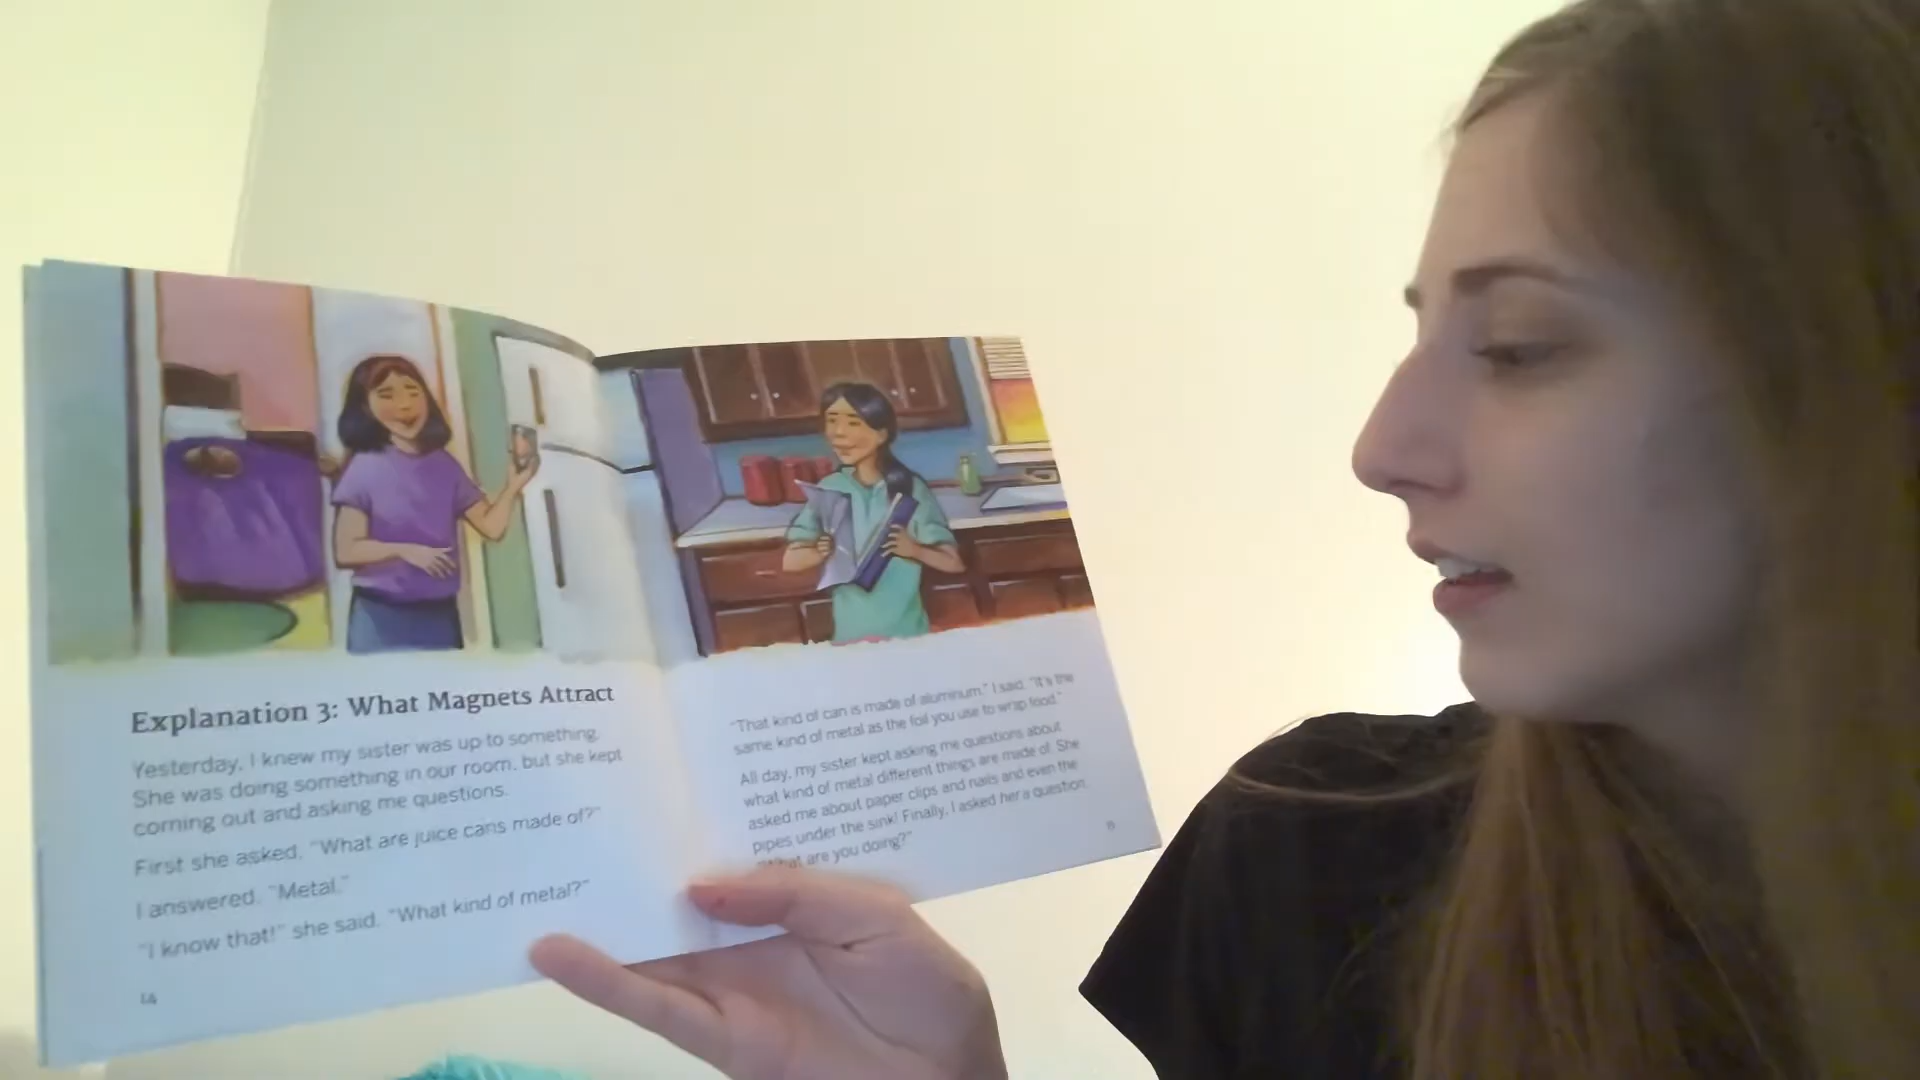 Explanation 3: What Magnets Attract
Yesterday, I knew my sister was up to something.
She was doing something in our room, but she kept
coming out and asking me questions.
First she asked, "What are juice cans made of?"
I answered, "Metal."
"I know that!" she said. "What kind of metal?"
14
"That kind of can is made of aluminum," I said. "It's the
same kind of metal as the foil you use to wrap food."
All day, my sister kept asking me questions about
what kind of metal different things are made of. She
asked me about paper clips and nails and even the
pipes under the sink! Finally, I asked her a question.
"What are you doing?"